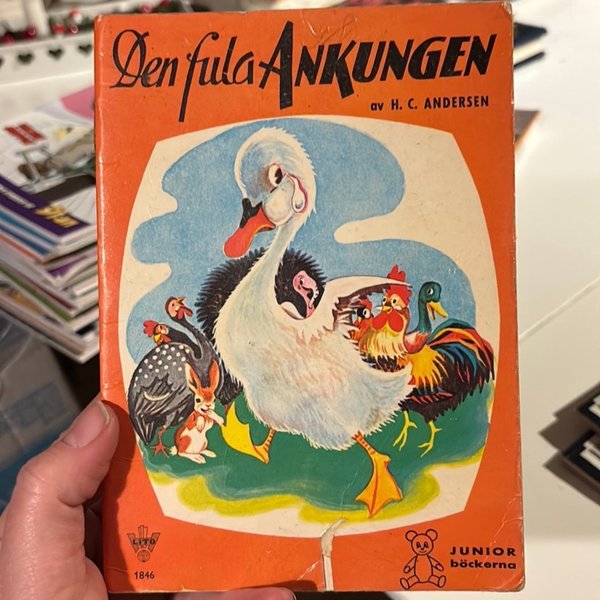 Den fula ANKUNGEN
av H. C. ANDERSEN
LITO
1846
JUNIOR
böckerna